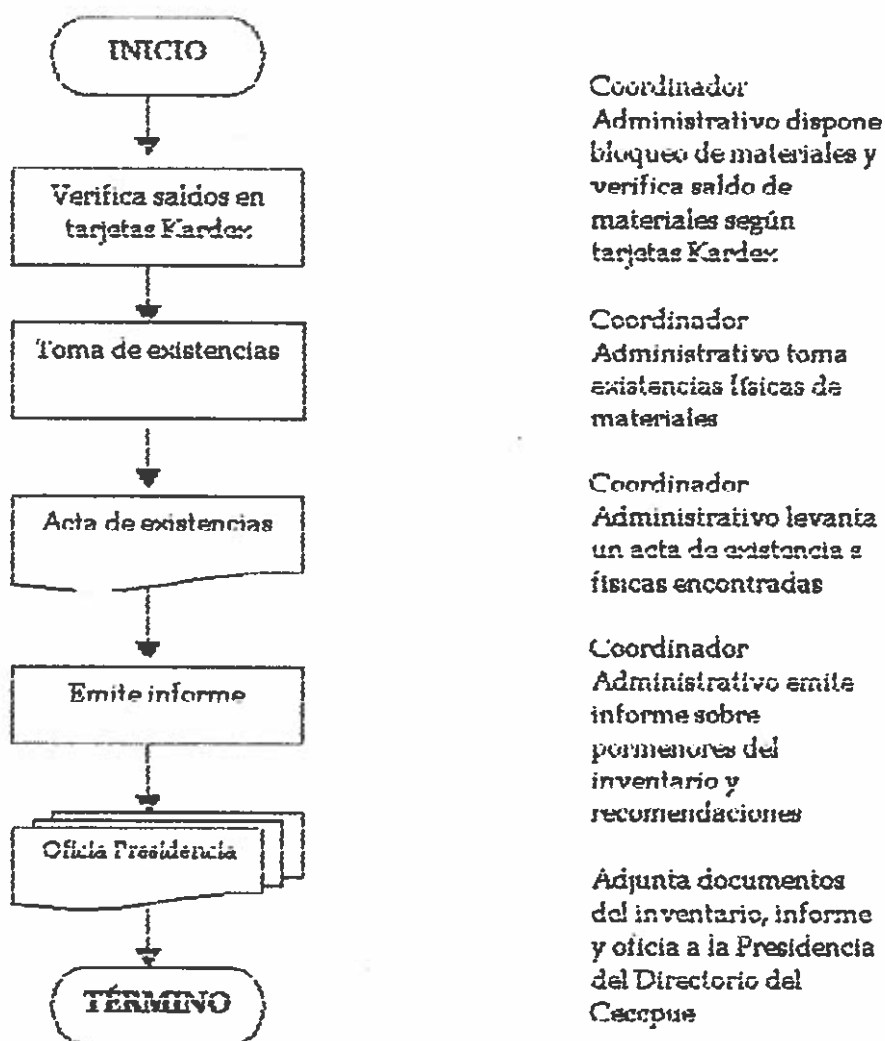 INICIO
Verifica saldos en
tarjetas Kardex
Toma de existencias
Acta de existencias
Emite informe
Oficia Presidencia
TÉRMINO
Coordinador
Administrativo dispone
bloqueo de materiales y
verifica saldo de
materiales según
tarjetas Kardex
Coordinador
Administrativo toma
existencias físicas de
materiales
Coordinador
Administrativo levanta
un acta de existencia s
físicas encontradas
Coordinador
Administrativo emite
informe sobre
pormenores del
inventario y
recomendaciones
Adjunta documentos
del inventario, informe
y oficia a la Presidencia
del Directorio del
Cecopue